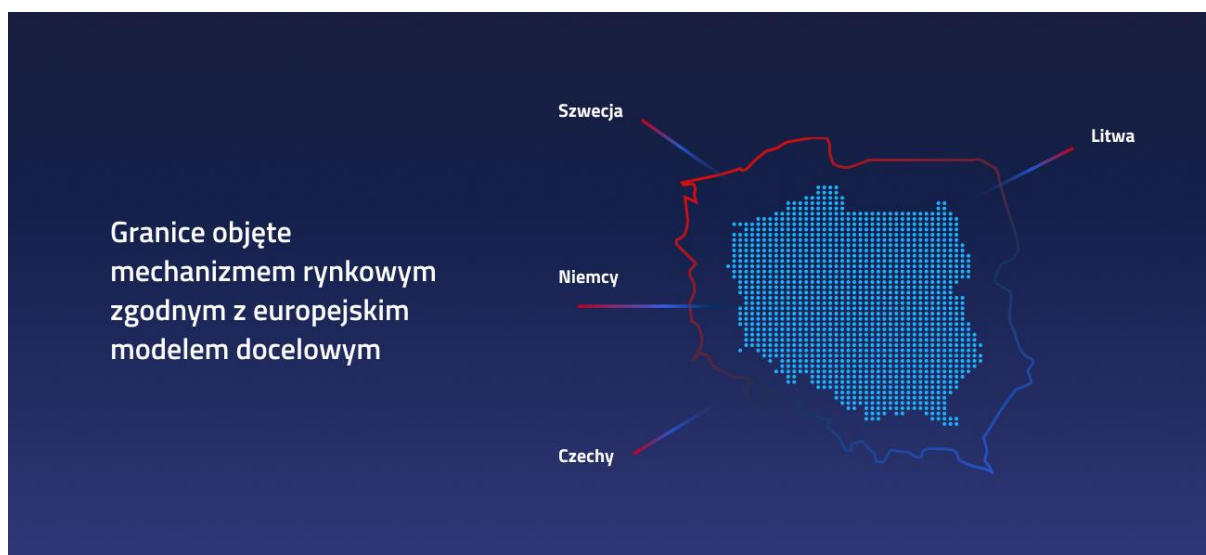 Szwecja
Litwa
Granice objęte
mechanizmem rynkowym
zgodnym z europejskim
modelem docelowym
Niemcy
Czechy